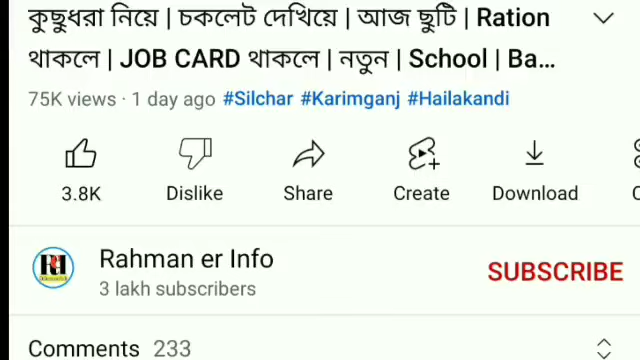 কুছুধরা নিয়ে | চকলেট দেখিয়ে | আজ ছুটি | Ration
থাকলে | JOB CARD থাকলে | নতুন | School | Ba...
75K views · 1 day ago #Silchar #Karimganj #Hailakandi
3.8K Dislike Share Create Download
Rahman er Info
SUBSCRIBE
3 lakh subscribers
Comments 233